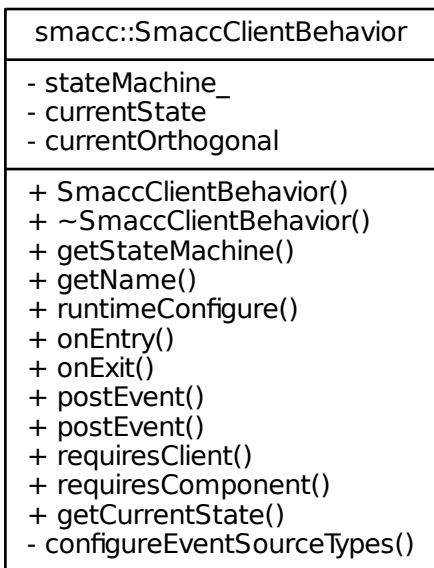 smacc::SmaccClientBehavior
- stateMachine_
- currentState
- currentOrthogonal
+ SmaccClientBehavior()
+ ~SmaccClientBehavior()
+ getStateMachine()
+ getName()
+ runtimeConfigure()
+ onEntry()
+ onExit()
+ postEvent()
+ postEvent()
+ requiresClient()
+ requiresComponent()
+ getCurrentState()
- configureEventSourceTypes()